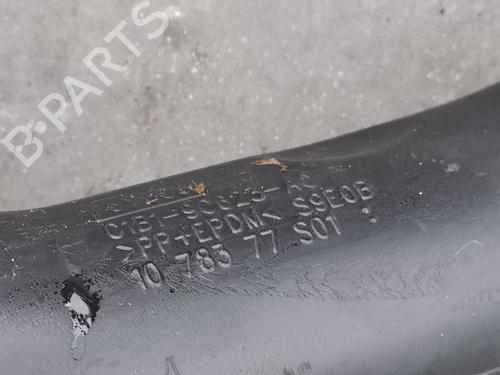 B-PARTS
C1B1-9C623-AC
>PP+EPDM< S9E0B
10 783 77 S01